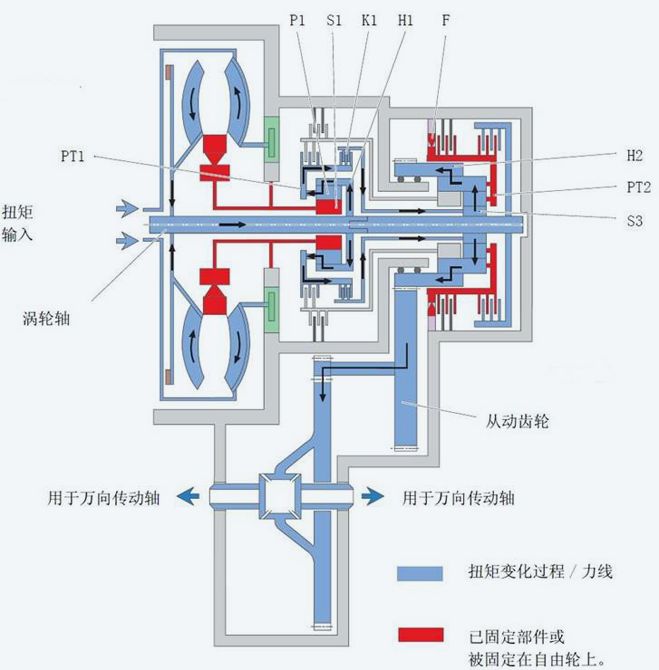 P1 S1 K1 H1 F
PT1
H2
PT2
S3
扭矩
输入
涡轮轴
从动齿轮
用于万向传动轴
用于万向传动轴
扭矩变化过程/力线
已固定部件或
被固定在自由轮上。